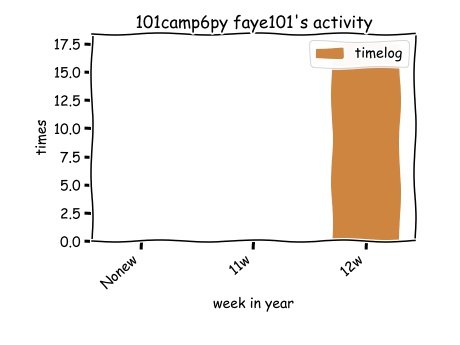 101camp6py faye101's activity
timelog
17.5
15.0
12.5
10.0
7.5
5.0
2.5
0.0
times
Nonew
11w
12w
week in year